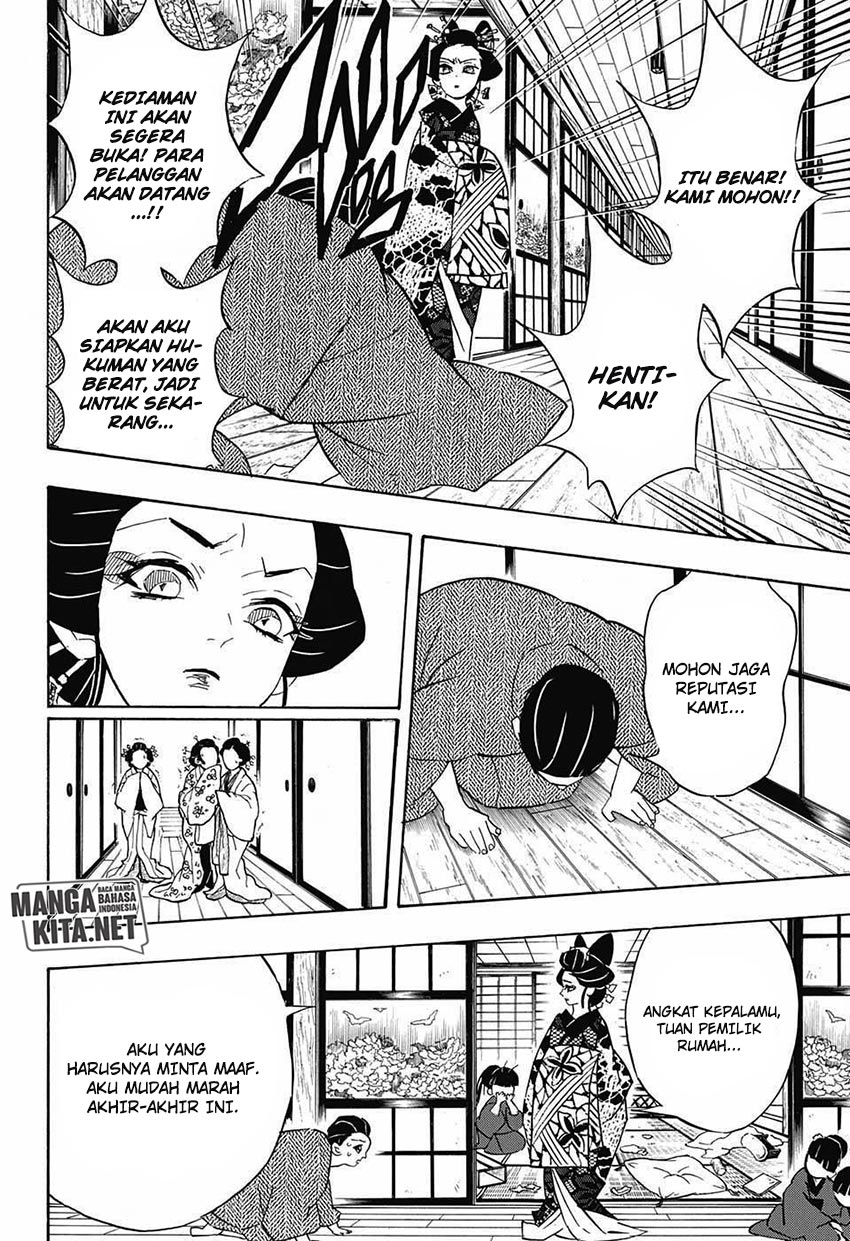 ITU BENAR!
KAMI MOHON!!
HENTI-
KAN!
KEDIAMAN
INI AKAN
SEGERA
BUKA! PARA
PELANGGAN
AKAN DATANG
...!!
AKAN AKU
SIAPKAN HU-
KUMAN YANG
BERAT, JADI
UNTUK SEKA-
RANG...
MOHON JAGA
REPUTASI
KAMI...
ANGKAT KEPALAMU,
TUAN PEMILIK
RUMAH...
AKU YANG
HARUSNYA MINTA MAAF.
AKU MUDAH MARAH
AKHIR-AKHIR INI.
MANGA
BACA MANGA
BAHASA
INDONESIA
KITA.NET